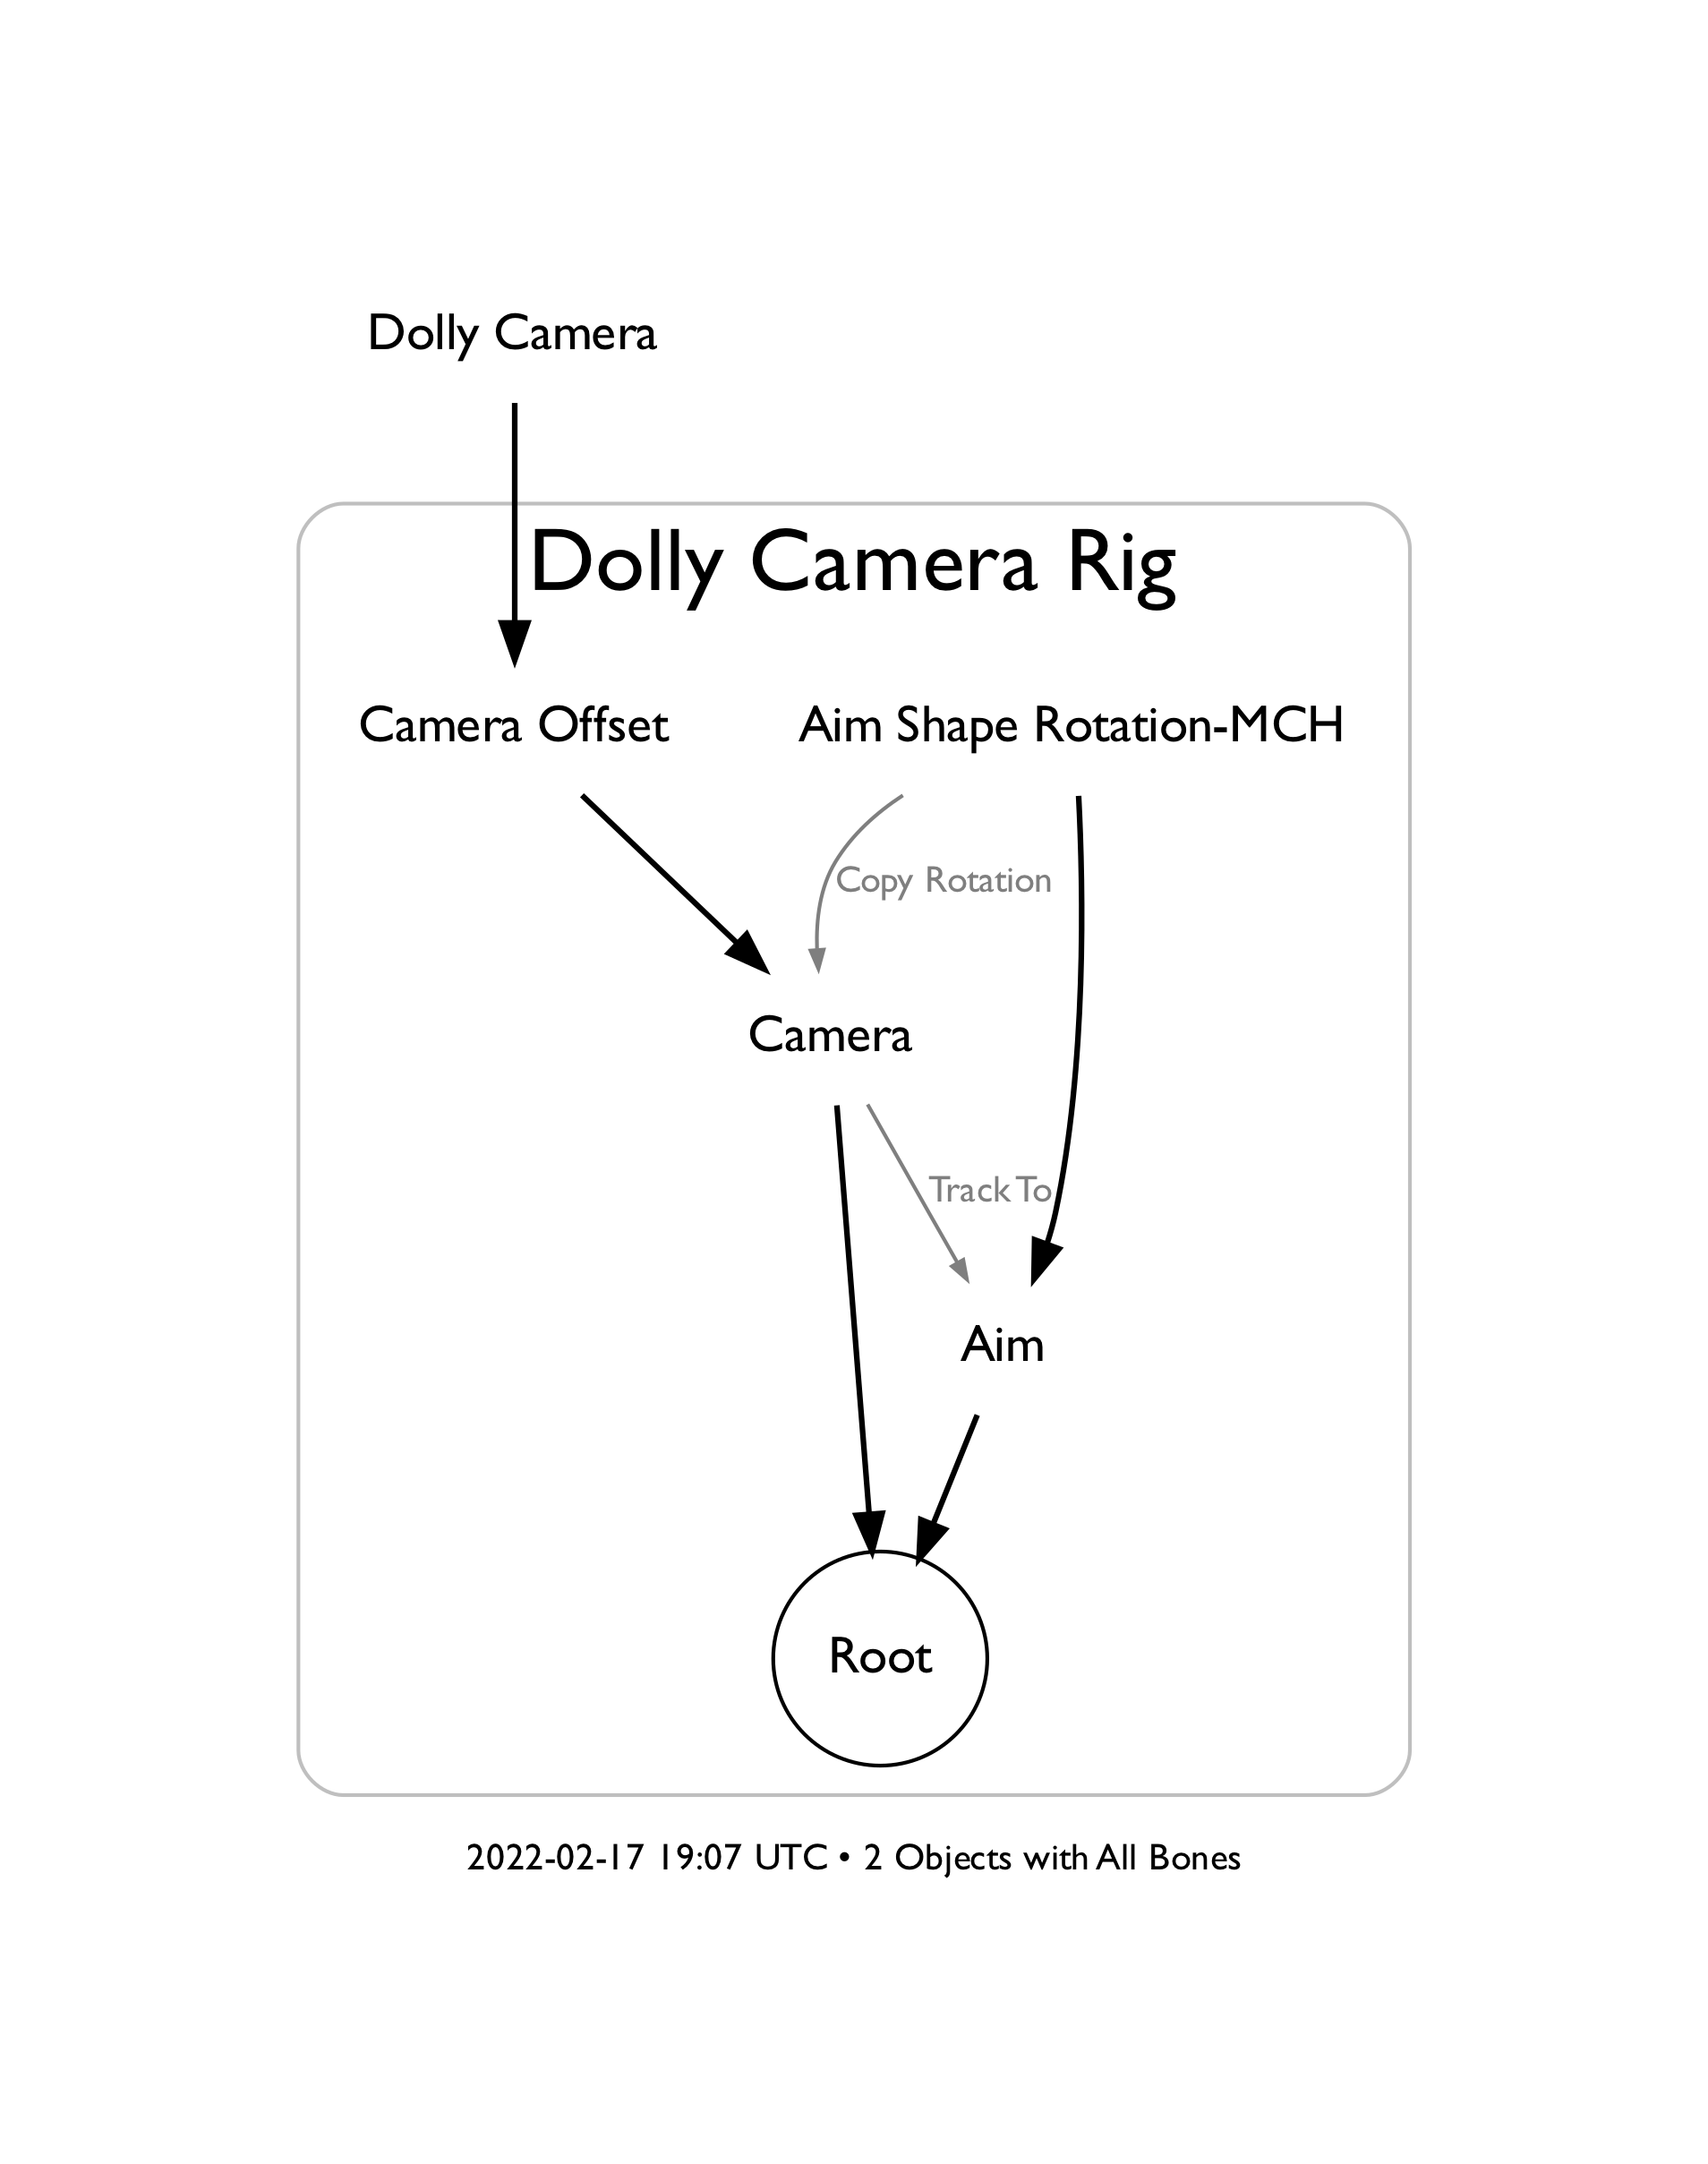 Dolly Camera
Dolly Camera Rig
Camera Offset
Aim Shape Rotation-MCH
Copy Rotation
Camera
Track To
Aim
Root
2022-02-17 19:07 UTC • 2 Objects with All Bones